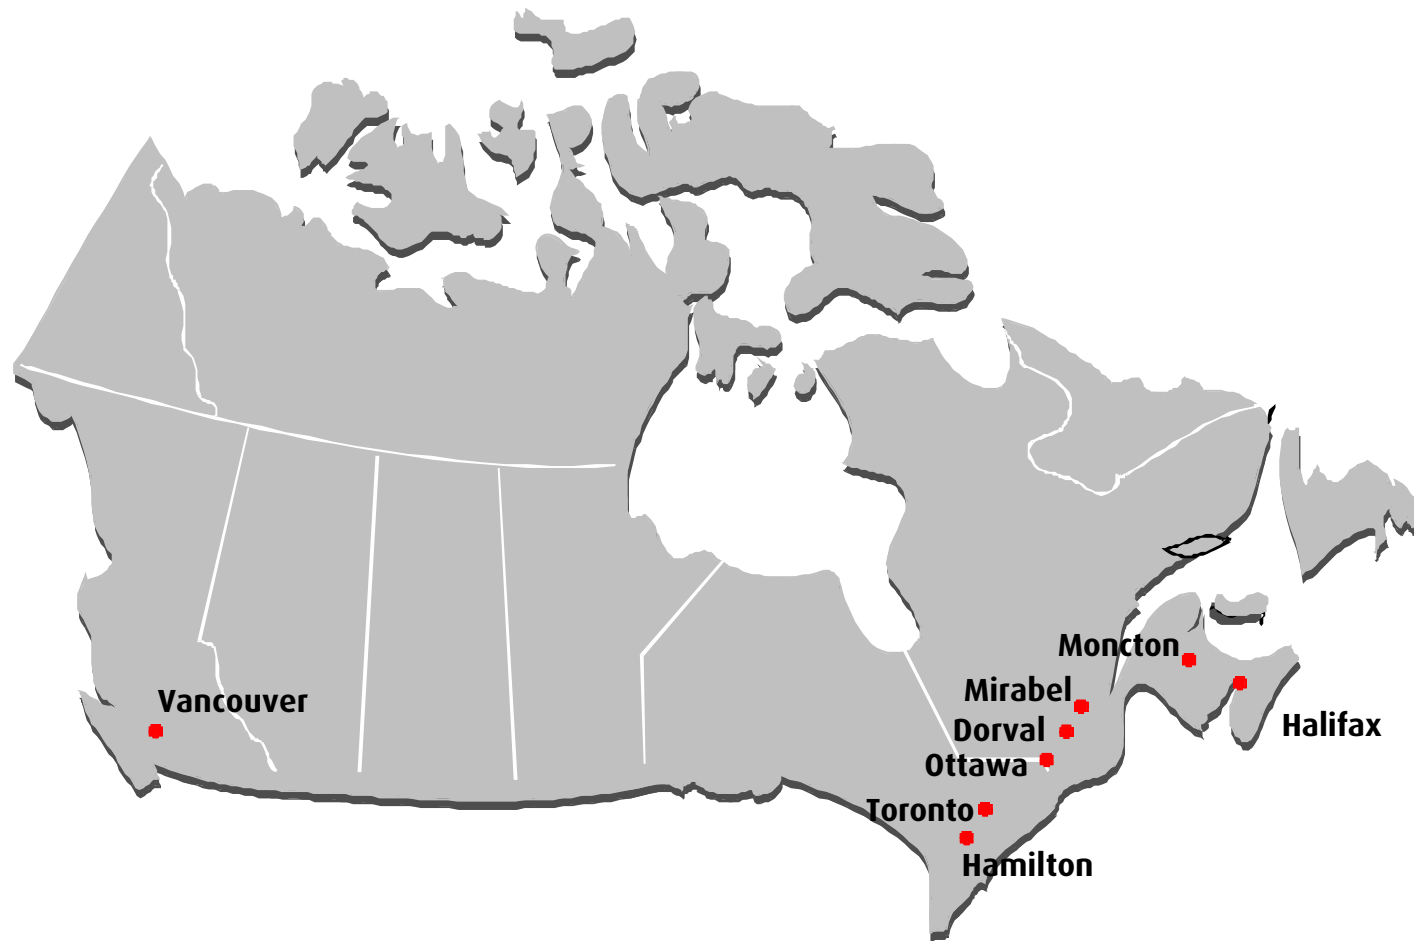 Moncton
Mirabel
Vancouver
Halifax
Dorval
Ottawa
Toronto
Hamilton